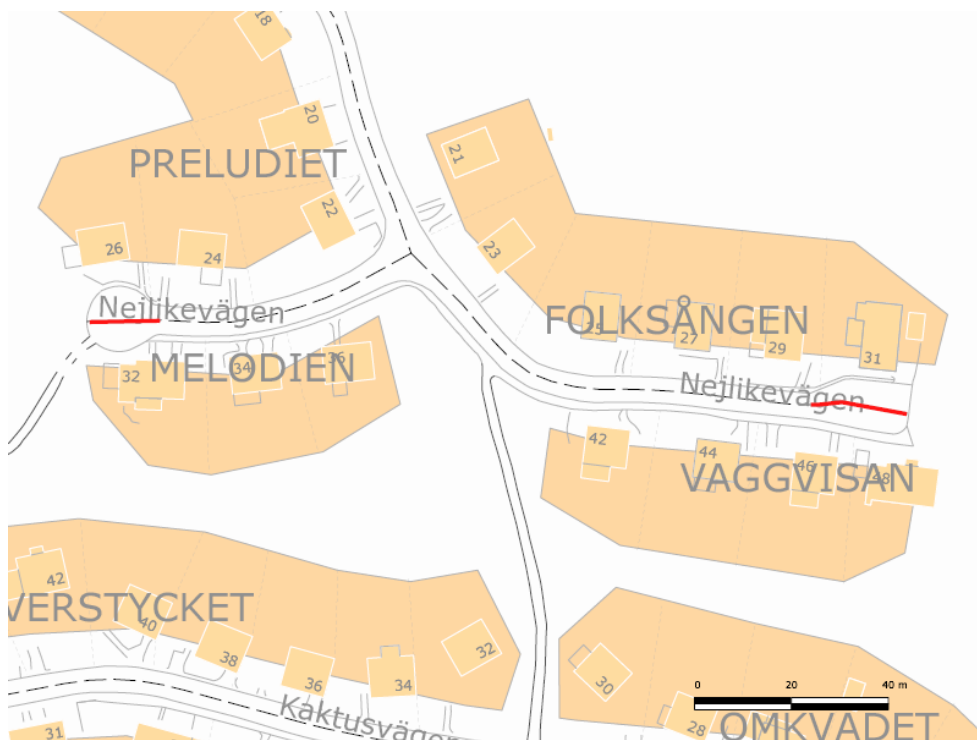 18
20
PRELUDIET
21
22
23
26
24
Nejlikevägen
FOLKSÅNGEN
25
27
29
31
MELODIEN
32
34
36
Nejlikevägen
42
44
46
48
VAGGVISAN
42
VERSTYCKET
40
38
36
34
32
30
0 20 40 m
Kaktusvägen
28
OMKVÄDET
31